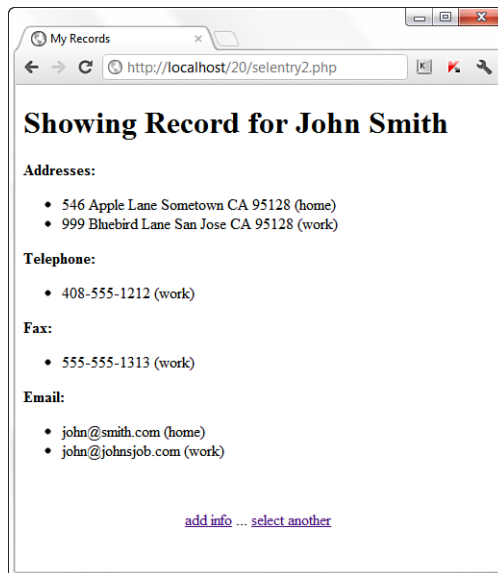 My Records
http://localhost/20/selentry2.php
Showing Record for John Smith
Addresses:
• 546 Apple Lane Sometown CA 95128 (home)
• 999 Bluebird Lane San Jose CA 95128 (work)
Telephone:
• 408-555-1212 (work)
Fax:
• 555-555-1313 (work)
Email:
• john@smith.com (home)
• john@johnsjob.com (work)
add info ... select another